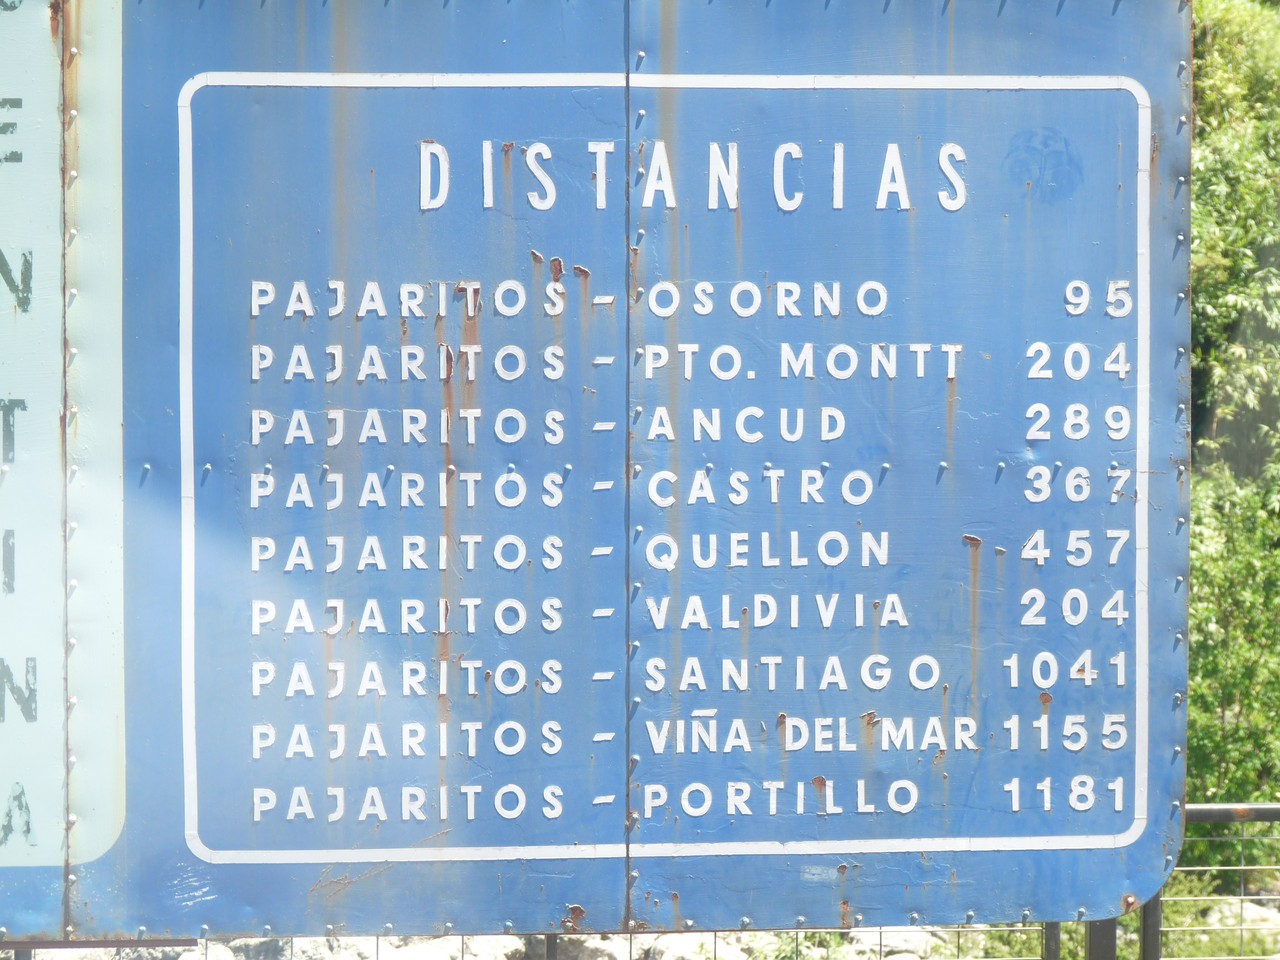 DISTANCIAS
PAJARITOS - OSORNO 95
PAJARITOS - PTO. MONTT 204
PAJARITOS - ANCUD 289
PAJARITOS - CASTRO 367
PAJARITOS - QUELLON 457
PAJARITOS - VALDIVIA 204
PAJARITOS - SANTIAGO 1041
PAJARITOS - VIÑA DEL MAR 1155
PAJARITOS - PORTILLO 1181
E
N
T
I
N
A